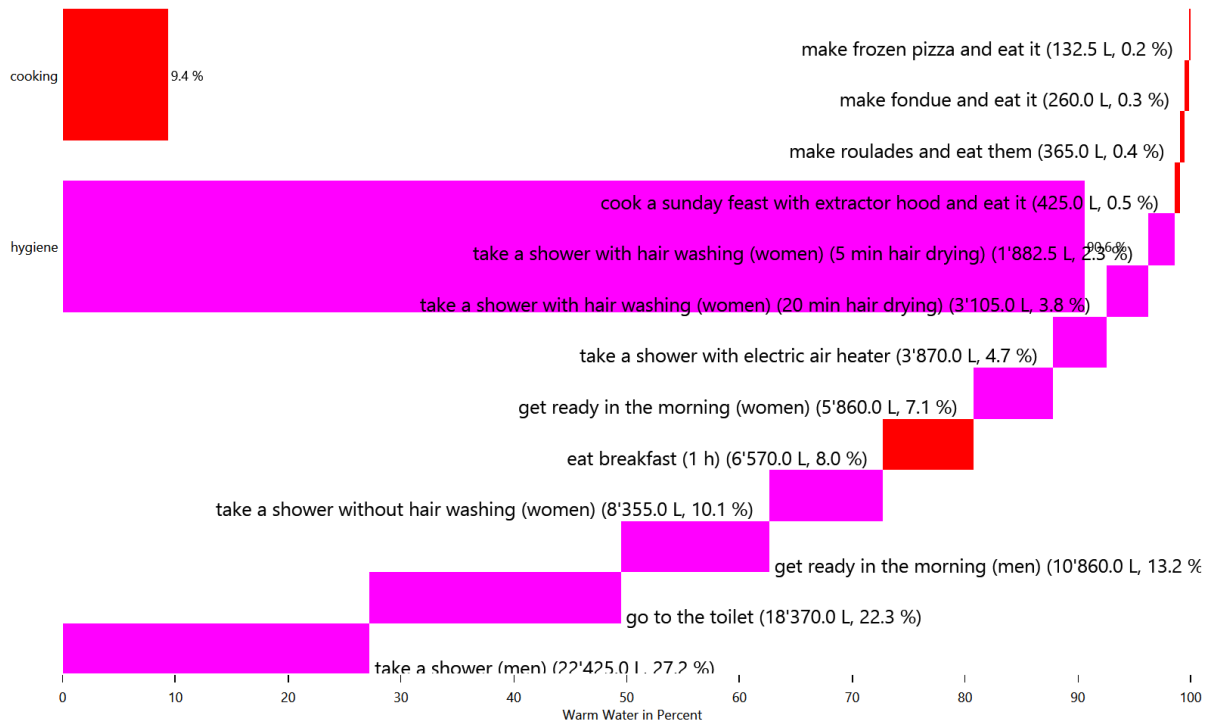 make frozen pizza and eat it (132.5 L, 0.2 %)
cooking
9.4 %
make fondue and eat it (260.0 L, 0.3 %)
make roulades and eat them (365.0 L, 0.4 %)
cook a sunday feast with extractor hood and eat it (425.0 L, 0.5 %)
hygiene
90.6 %
take a shower with hair washing (women) (5 min hair drying) (1'882.5 L, 2.3 %)
take a shower with hair washing (women) (20 min hair drying) (3'105.0 L, 3.8 %)
take a shower with electric air heater (3'870.0 L, 4.7 %)
get ready in the morning (women) (5'860.0 L, 7.1 %)
eat breakfast (1 h) (6'570.0 L, 8.0 %)
take a shower without hair washing (women) (8'355.0 L, 10.1 %)
get ready in the morning (men) (10'860.0 L, 13.2 %
go to the toilet (18'370.0 L, 22.3 %)
take a shower (men) (22'425.0 L, 27.2 %)
0 10 20 30 40 50 60 70 80 90 100
Warm Water in Percent